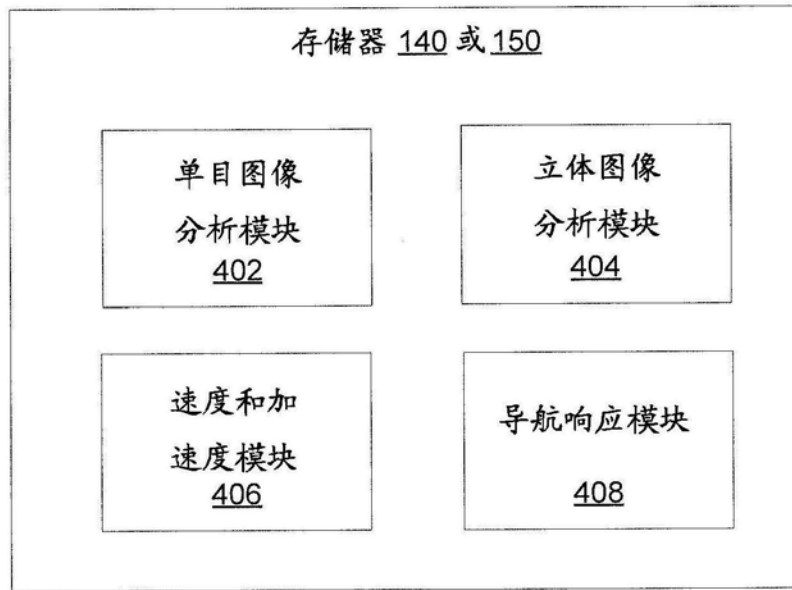 存储器 140 或 150
单目图像
分析模块
402
立体图像
分析模块
404
速度和加
速度模块
406
导航响应模块
408